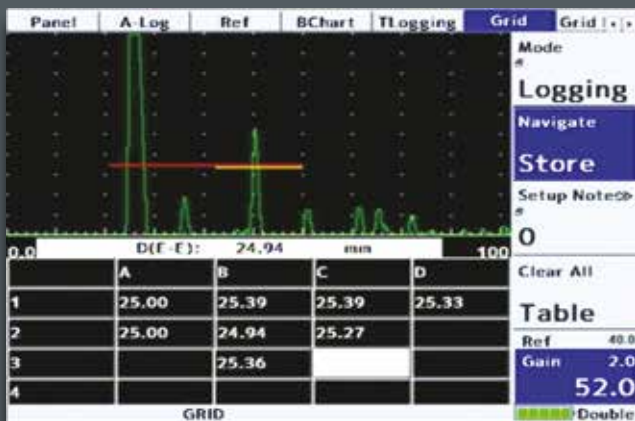 Panel A-Log Ref BChart TLogging Grid Grid
Mode
Logging
Navigate
Store
Setup Notes
0
0.0 D(E-E): 24.94 mm 100
A B C D
1 25.00 25.39 25.39 25.33
2 25.00 24.94 25.27
3 25.36
4
GRID
Clear All
Table
Ref 40.0
Gain 2.0
52.0
Double